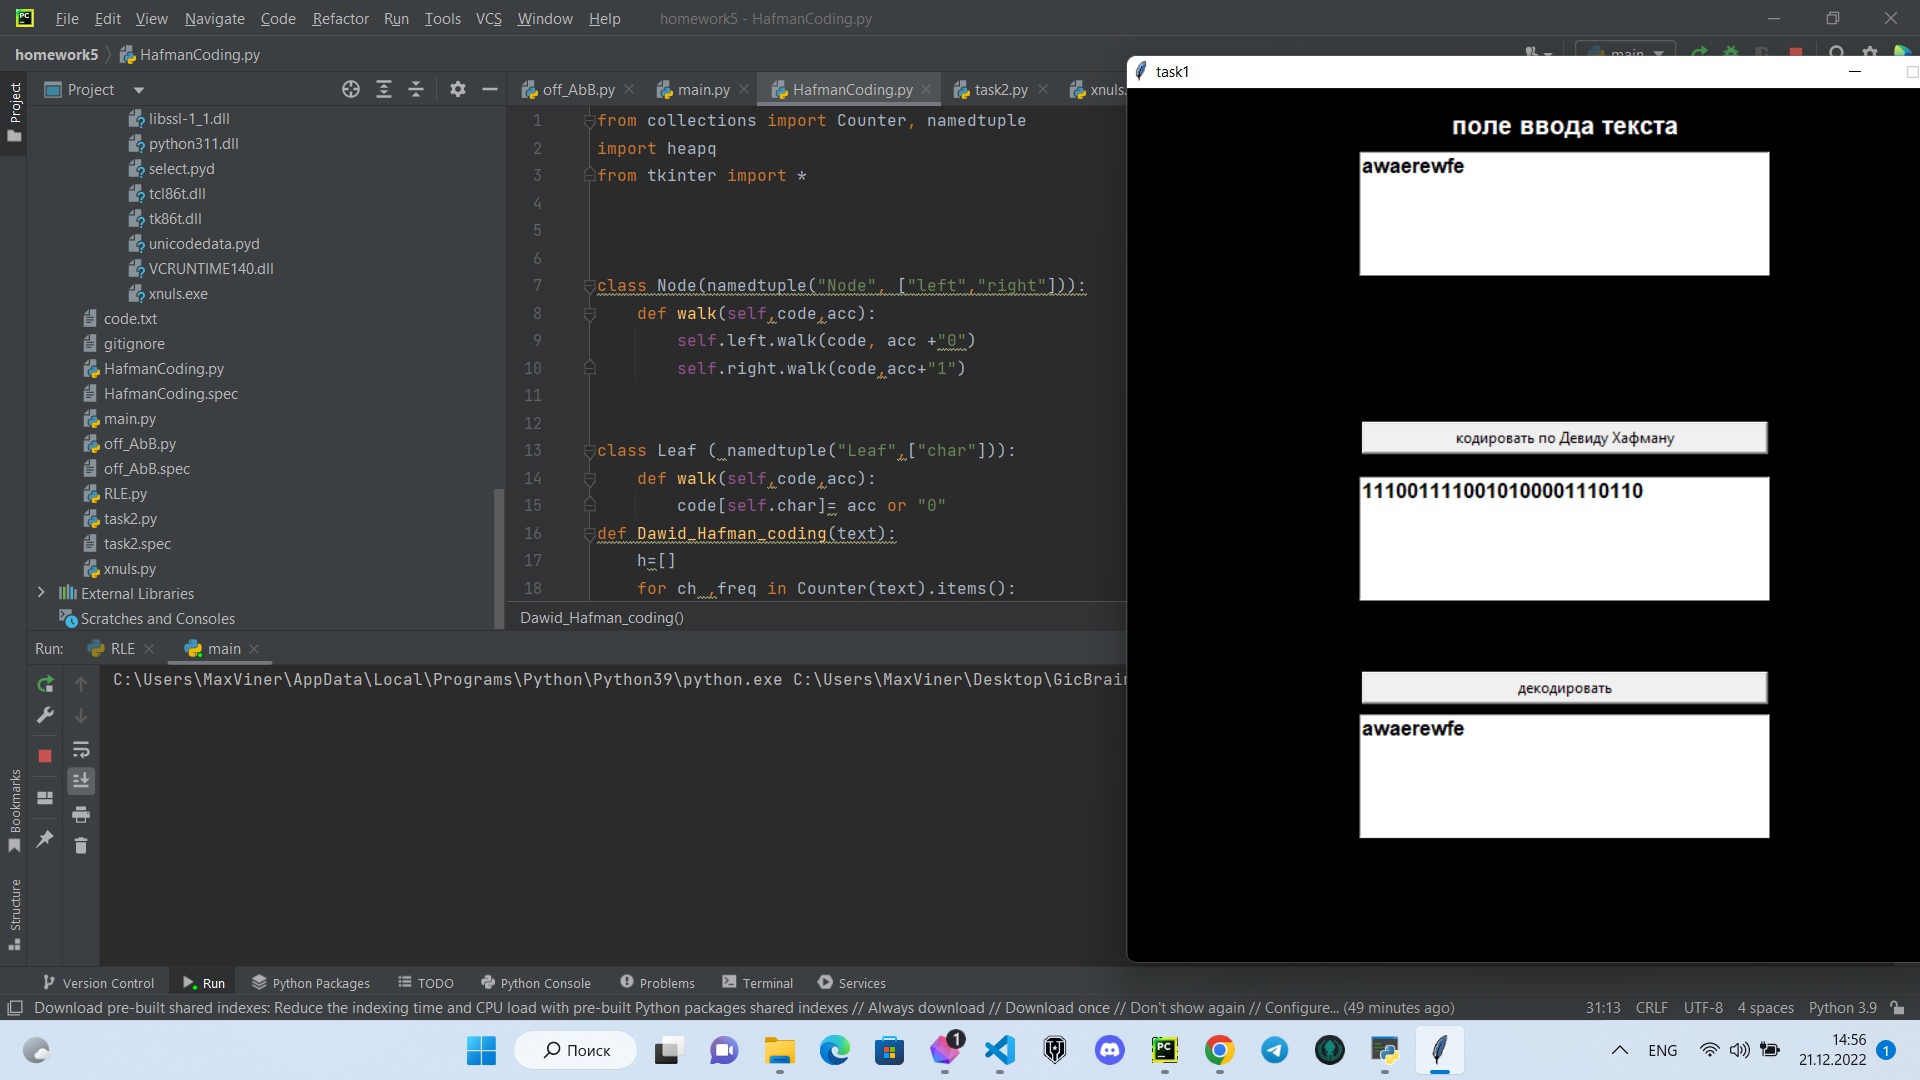 File Edit View Navigate Code Refactor Run Tools VCS Window Help homework5 - HafmanCoding.py
homework5 HafmanCoding.py main
Project
Project
off_AbB.py main.py HafmanCoding.py task2.py xnuls.
libssl-1_1.dll
python311.dll
select.pyd
tcl86t.dll
tk86t.dll
unicodedata.pyd
VCRUNTIME140.dll
xnuls.exe
code.txt
gitignore
HafmanCoding.py
HafmanCoding.spec
main.py
off_AbB.py
off_AbB.spec
RLE.py
task2.py
task2.spec
xnuls.py
External Libraries
Scratches and Consoles
1 from collections import Counter, namedtuple
2 import heapq
3 from tkinter import *
4
5
6
7 class Node(namedtuple("Node", ["left","right"])):
8 def walk(self,code,acc):
9 self.left.walk(code, acc +"0")
10 self.right.walk(code,acc+"1")
11
12
13 class Leaf ( namedtuple("Leaf",["char"])):
14 def walk(self,code,acc):
15 code[self.char]= acc or "0"
16 def Dawid_Hafman_coding(text):
17 h=[]
18 for ch ,freq in Counter(text).items():
Dawid_Hafman_coding()
task1
поле ввода текста
awaerewfe
кодировать по Девиду Хафману
1110011110010100001110110
декодировать
awaerewfe
Run: RLE main
C:\Users\MaxViner\AppData\Local\Programs\Python\Python39\python.exe C:\Users\MaxViner\Desktop\GicBrain
Bookmarks
Structure
Version Control Run Python Packages TODO Python Console Problems Terminal Services
Download pre-built shared indexes: Reduce the indexing time and CPU load with pre-built Python packages shared indexes // Always download // Download once // Don't show again // Configure... (49 minutes ago) 31:13 CRLF UTF-8 4 spaces Python 3.9
Поиск 1 ENG 14:56 1
21.12.2022